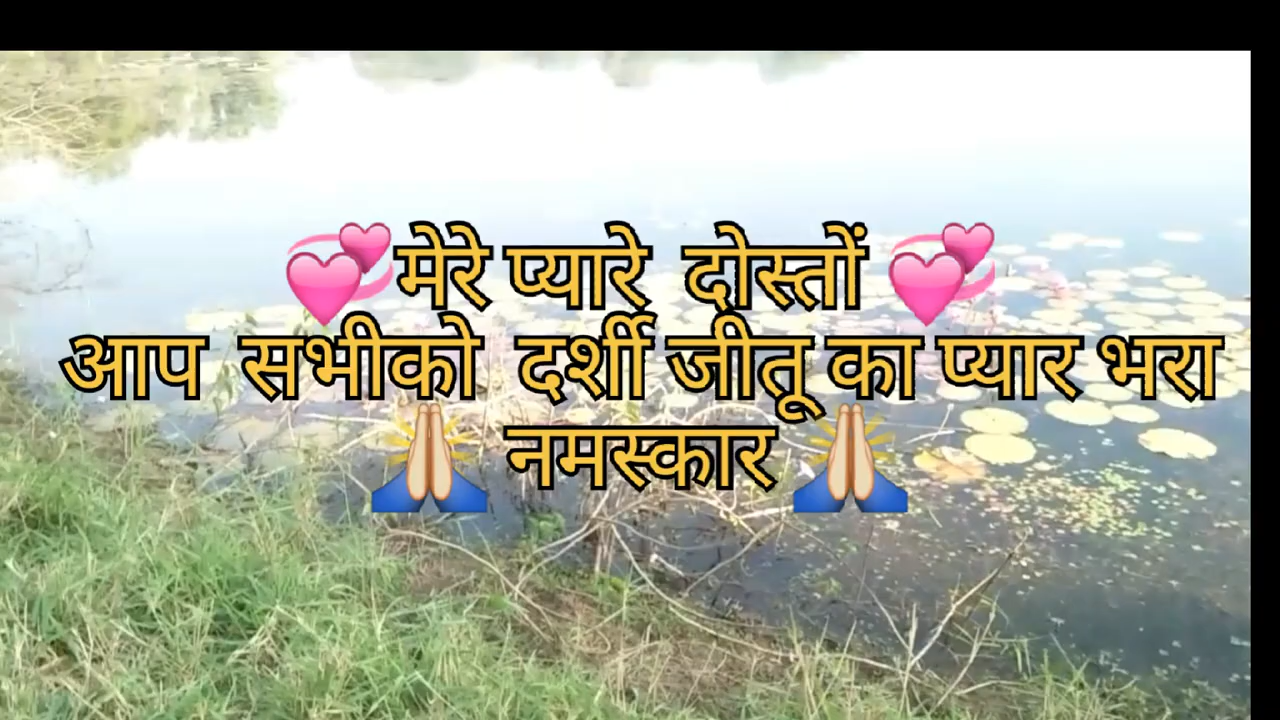 💞मेरे प्यारे दोस्तों 💞
आप सभीको दर्शी जीतू का प्यार भरा
🙏 नमस्कार 🙏